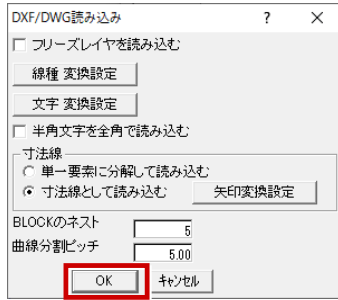 DXF/DWG読み込み ? ×
フリーズレイヤを読み込む
線種 変換設定
文字 変換設定
半角文字を全角で読み込む
寸法線
単一要素に分解して読み込む
寸法線として読み込む 矢印変換設定
BLOCKのネスト 5
曲線分割ピッチ 5.00
OK キャンセル